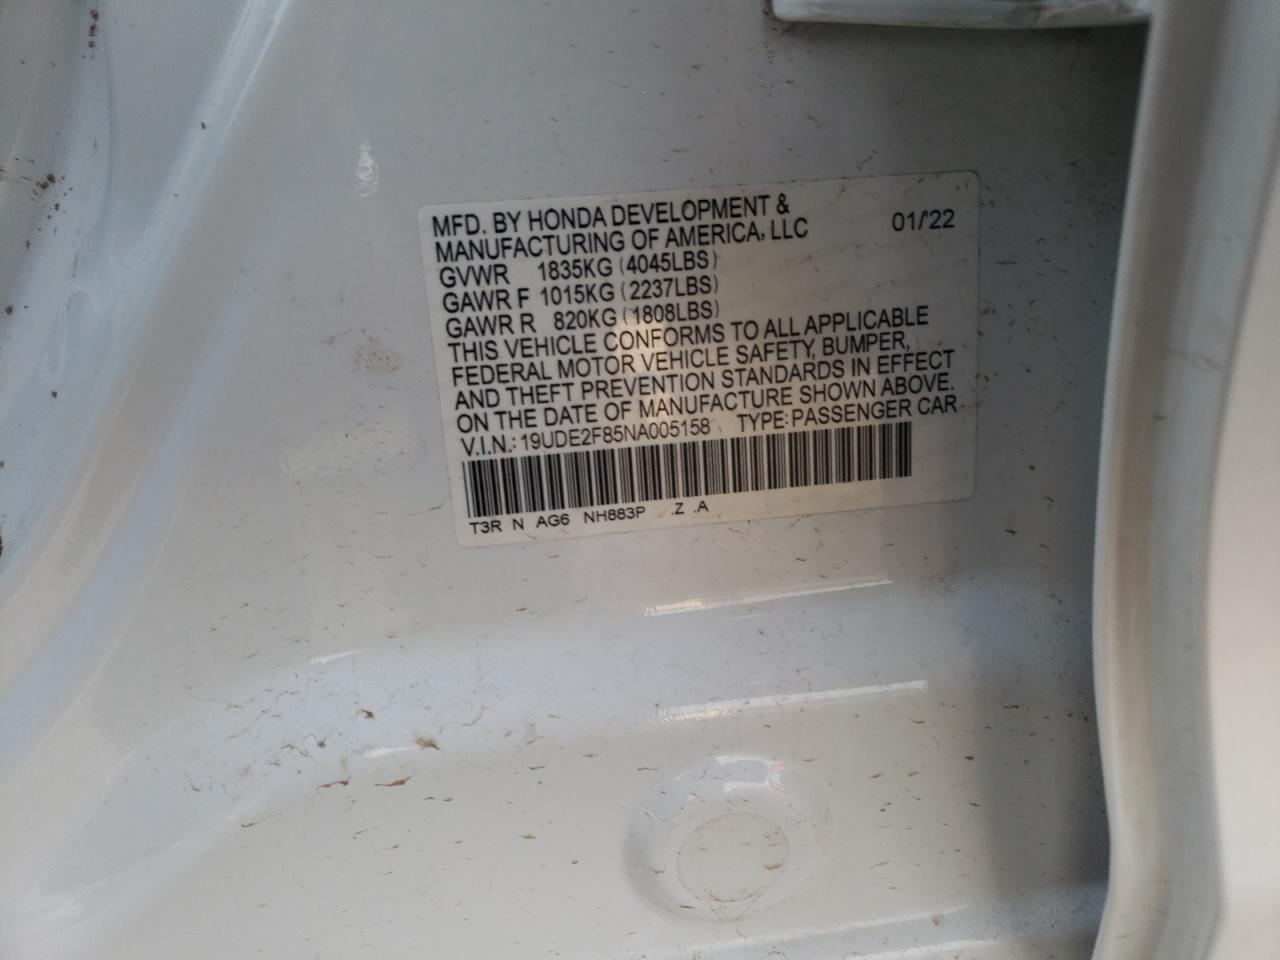 MFD. BY HONDA DEVELOPMENT &
MANUFACTURING OF AMERICA, LLC 01/'22
GVWR 1835KG (4045LBS)
GAWR F 1015KG (2237LBS)
GAWR R 820KG (1808LBS)
THIS VEHICLE CONFORMS TO ALL APPLICABLE
FEDERAL MOTOR VEHICLE SAFETY, BUMPER,
AND THEFT PREVENTION STANDARDS IN EFFECT
ON THE DATE OF MANUFACTURE SHOWN ABOVE.
V.I.N.: 19UDE2F85NA005158 TYPE: PASSENGER CAR
T3R N AG6 NH883P .Z .A